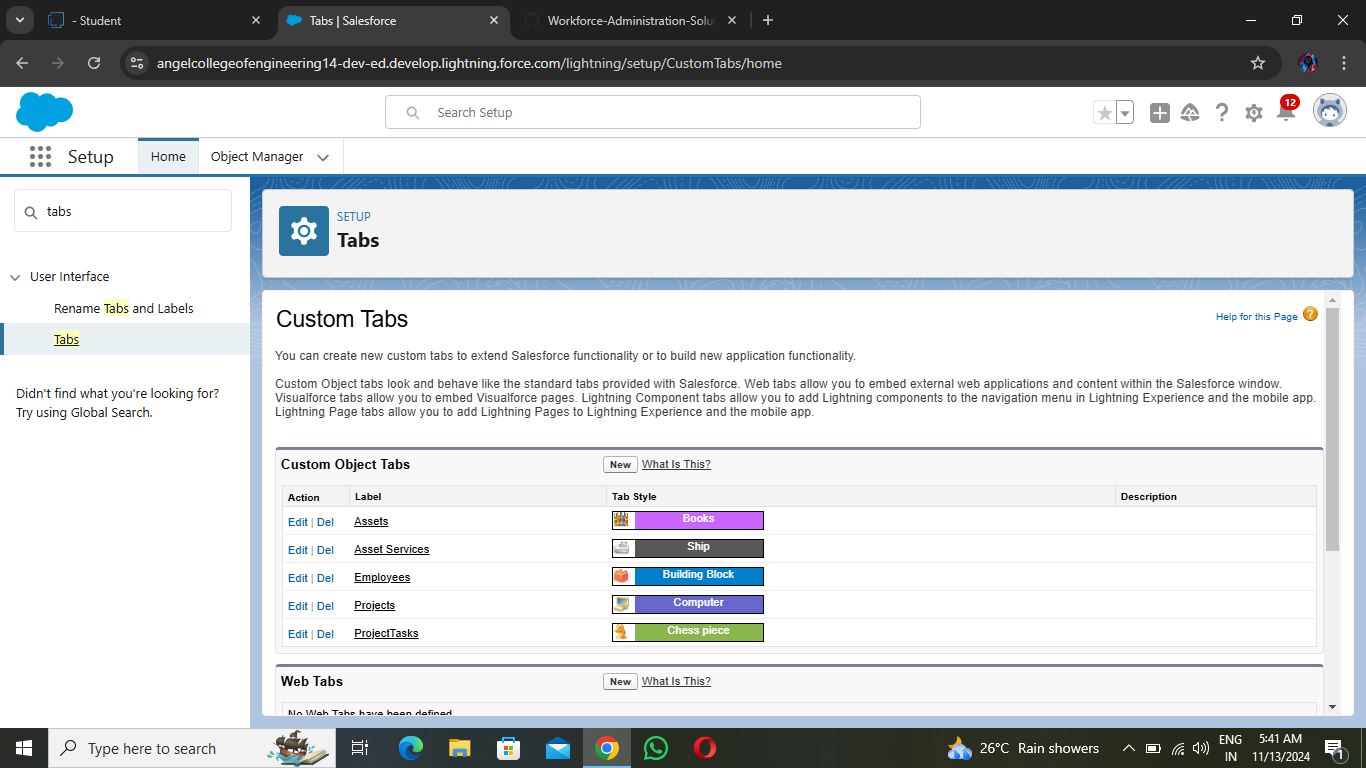 - Student
Tabs | Salesforce
Workforce-Administration-Solu
angelcollegeofengineering14-dev-ed.develop.lightning.force.com/lightning/setup/CustomTabs/home
Search Setup
12
Setup
Home
Object Manager
tabs
User Interface
Rename Tabs and Labels
Tabs
Didn't find what you're looking for?
Try using Global Search.
SETUP
Tabs
Custom Tabs
Help for this Page
You can create new custom tabs to extend Salesforce functionality or to build new application functionality.
Custom Object tabs look and behave like the standard tabs provided with Salesforce. Web tabs allow you to embed external web applications and content within the Salesforce window.
Visualforce tabs allow you to embed Visualforce pages. Lightning Component tabs allow you to add Lightning components to the navigation menu in Lightning Experience and the mobile app.
Lightning Page tabs allow you to add Lightning Pages to Lightning Experience and the mobile app.
Custom Object Tabs New What Is This?
Action Label Tab Style Description
Edit | Del Assets Books
Edit | Del Asset Services Ship
Edit | Del Employees Building Block
Edit | Del Projects Computer
Edit | Del ProjectTasks Chess piece
Web Tabs New What Is This?
No Web Tabs have been defined
Type here to search
26°C Rain showers
ENG
IN
5:41 AM
11/13/2024
1